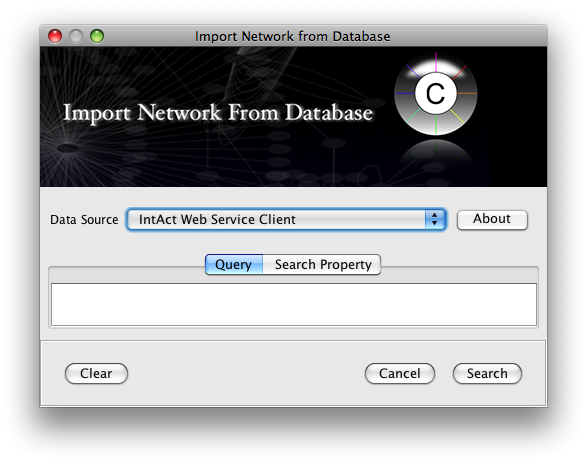 Import Network from Database
C
Import Network From Database
Data Source IntAct Web Service Client About
Query Search Property
Clear Cancel Search